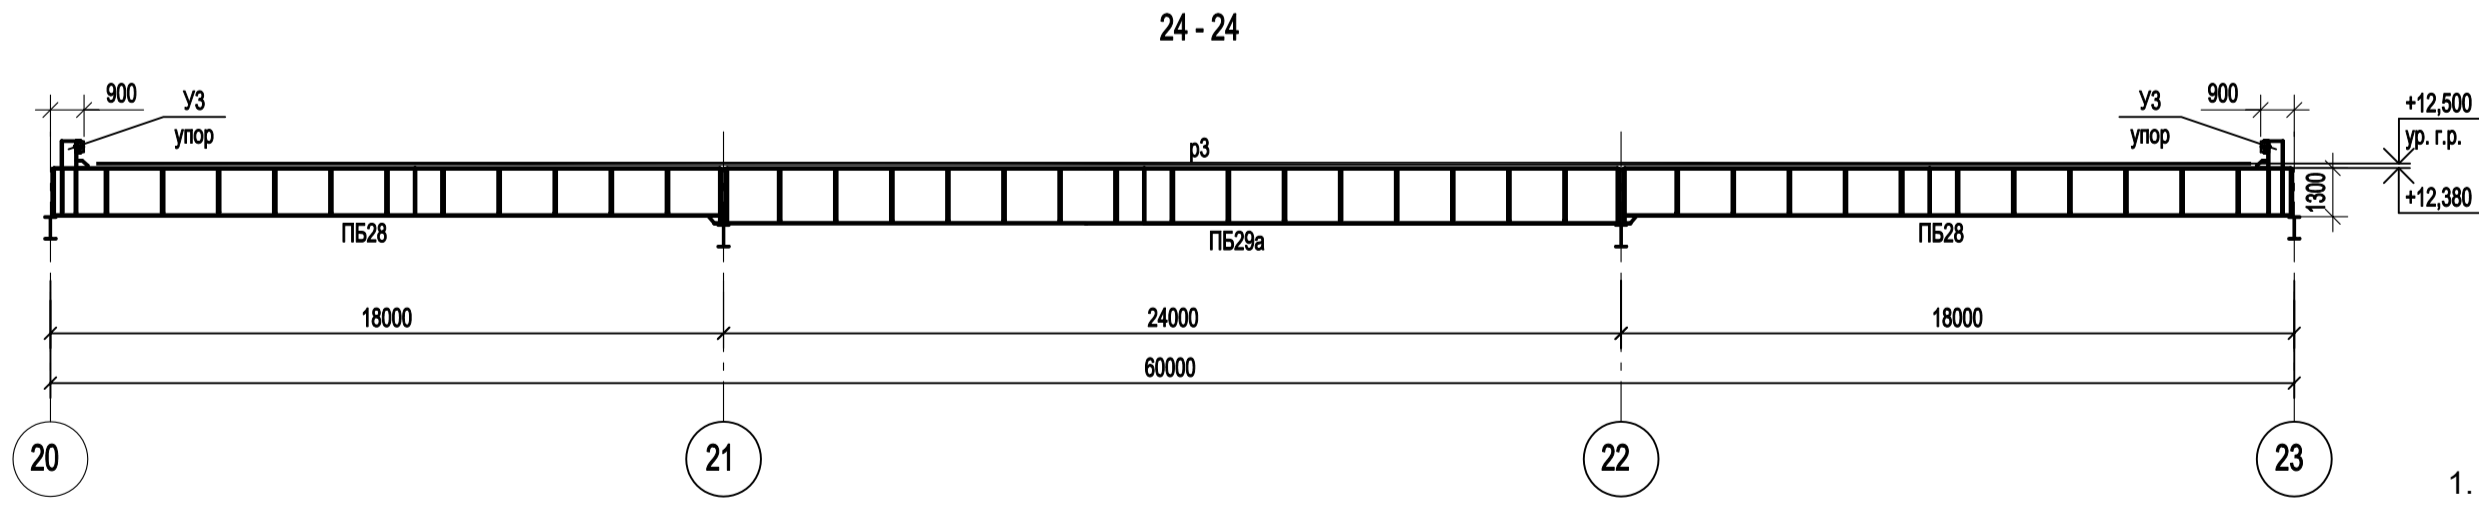 24 - 24
900
У3
упор
У3
упор
900
+12,500
ур. г.р.
р3
1300
+12,380
ПБ28
ПБ29а
ПБ28
18000
24000
18000
60000
20
21
22
23
1.